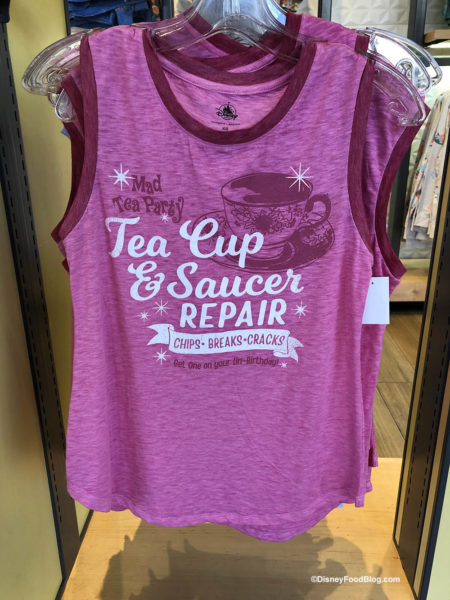 Mad
Tea Party
Tea Cup
& Saucer
REPAIR
CHIPS • BREAKS • CRACKS
Get One on your Un-Birthday!
©DisneyFoodBlog.com